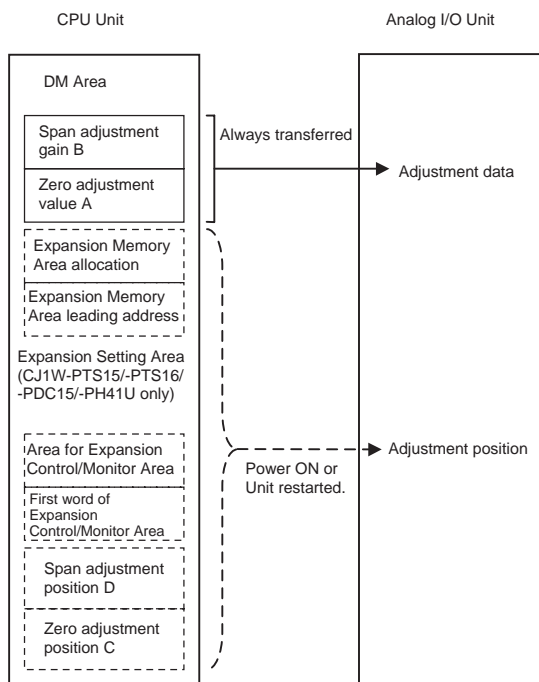 CPU Unit
Analog I/O Unit
DM Area
Span adjustment
gain B
Always transferred
Adjustment data
Zero adjustment
value A
Expansion Memory
Area allocation
Expansion Memory
Area leading address
Expansion Setting Area
(CJ1W-PTS15/-PTS16/
-PDC15/-PH41U only)
Area for Expansion
Control/Monitor Area
Adjustment position
Power ON or
Unit restarted.
First word of
Expansion
Control/Monitor Area
Span adjustment
position D
Zero adjustment
position C